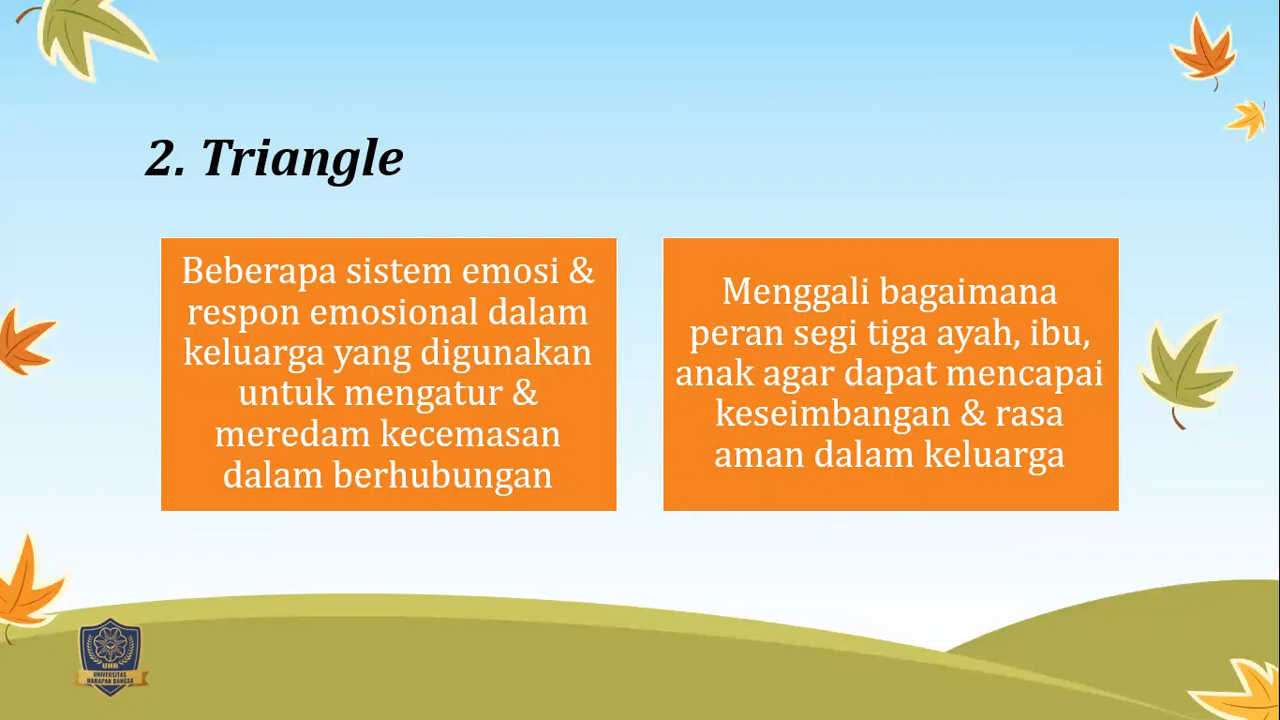 2. Triangle
Beberapa sistem emosi &
respon emosional dalam
keluarga yang digunakan
untuk mengatur &
meredam kecemasan
dalam berhubungan
Menggali bagaimana
peran segi tiga ayah, ibu,
anak agar dapat mencapai
keseimbangan & rasa
aman dalam keluarga
UHB
UNIVERSITAS
HARAPAN BANGSA